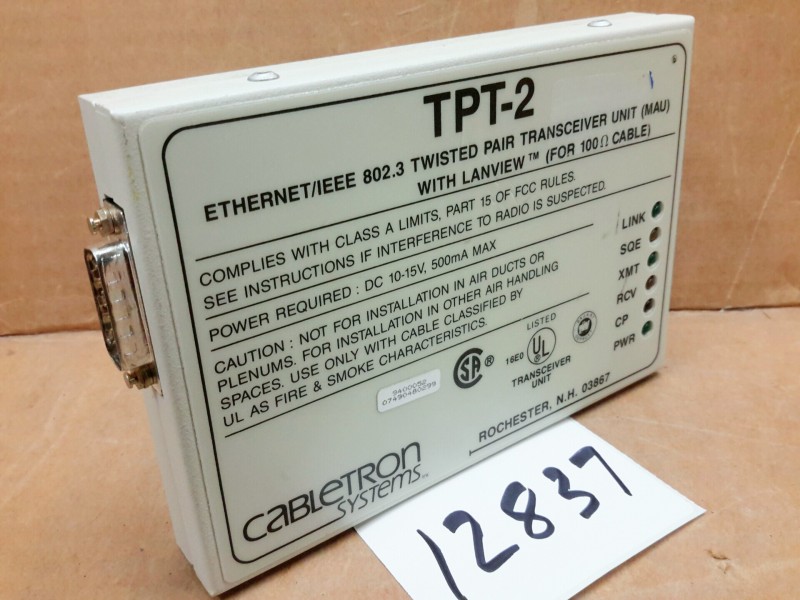 TPT-2
ETHERNET/IEEE 802.3 TWISTED PAIR TRANSCEIVER UNIT (MAU)
WITH LANVIEW™ (FOR 100Ω CABLE)
COMPLIES WITH CLASS A LIMITS, PART 15 OF FCC RULES.
SEE INSTRUCTIONS IF INTERFERENCE TO RADIO IS SUSPECTED.
POWER REQUIRED : DC 10-15V, 500mA MAX
CAUTION : NOT FOR INSTALLATION IN AIR DUCTS OR
PLENUMS. FOR INSTALLATION IN OTHER AIR HANDLING
SPACES. USE ONLY WITH CABLE CLASSIFIED BY
UL AS FIRE & SMOKE CHARACTERISTICS.
LINK
SQE
XMT
RCV
CP
PWR
SA ®
LISTED
16E0 UL ®
TRANSCEIVER
UNIT
9400052
07490480299
ROCHESTER, N.H. 03867
CABLETRON
SYSTEMS
12837